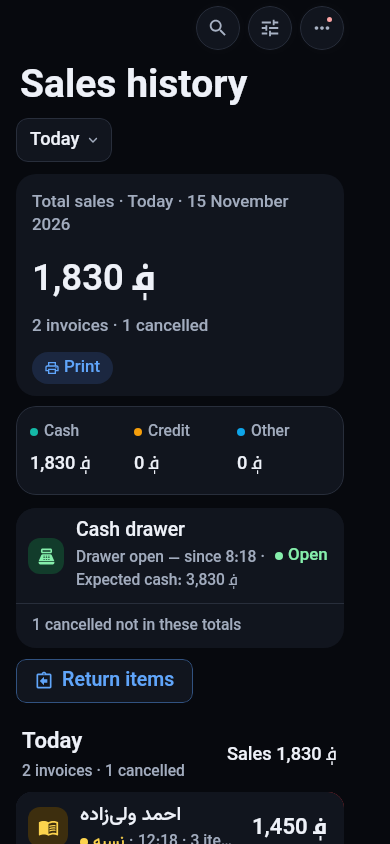 Sales history
Today
Total sales · Today · 15 November
2026
1,830 ؋
2 invoices · 1 cancelled
Print
Cash
Credit
Other
1,830 ؋
0 ؋
0 ؋
Cash drawer
Drawer open — since 8:18 ·
Expected cash: 3,830 ؋
Open
1 cancelled not in these totals
Return items
Today
Sales 1,830 ؋
2 invoices · 1 cancelled
احمد ولی‌زاده
1,450 ؋
نسیه · 12:18 · 3 ite...